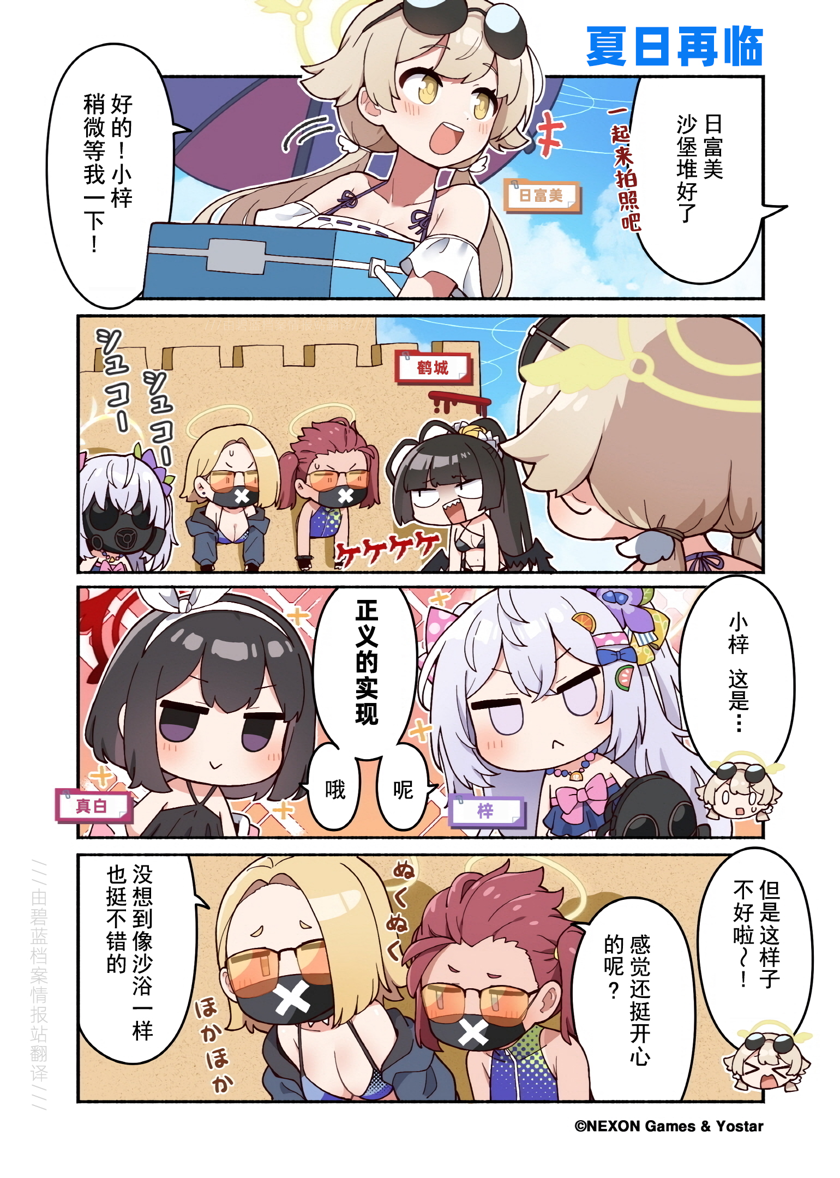 夏日再临
日富美
沙堡堆好了
一起来拍照吧
日富美
好的！小梓
稍微等我一下！
鹤城
シュコー
シュコー
ケケケケ
小梓 这是…
正义的实现
呢
哦
梓
真白
但是这样子
不好啦～！
感觉还挺开心
的呢？
ぬくぬく
ほかほか
没想到像沙浴一样
也挺不错的
///由碧蓝档案情报站翻译///
©NEXON Games & Yostar